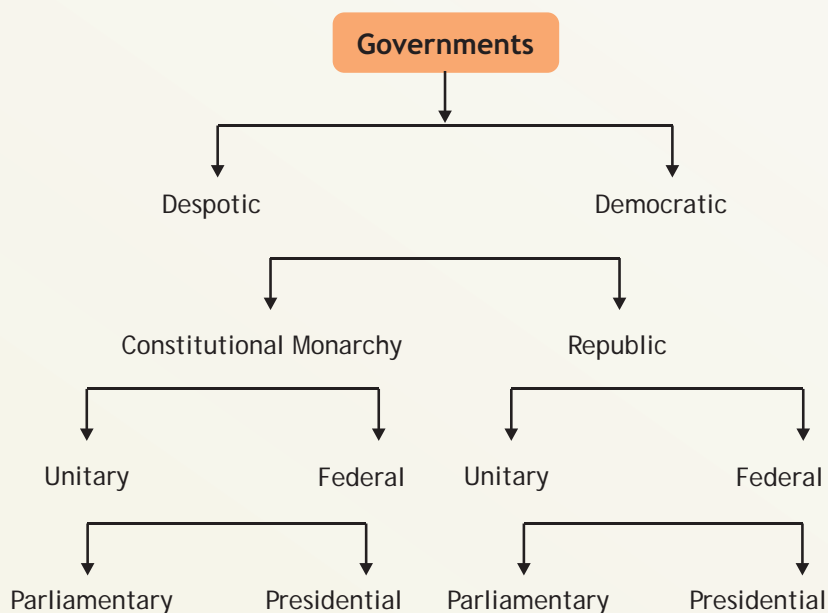 Governments
Despotic Democratic
Constitutional Monarchy Republic
Unitary Federal Unitary Federal
Parliamentary Presidential Parliamentary Presidential